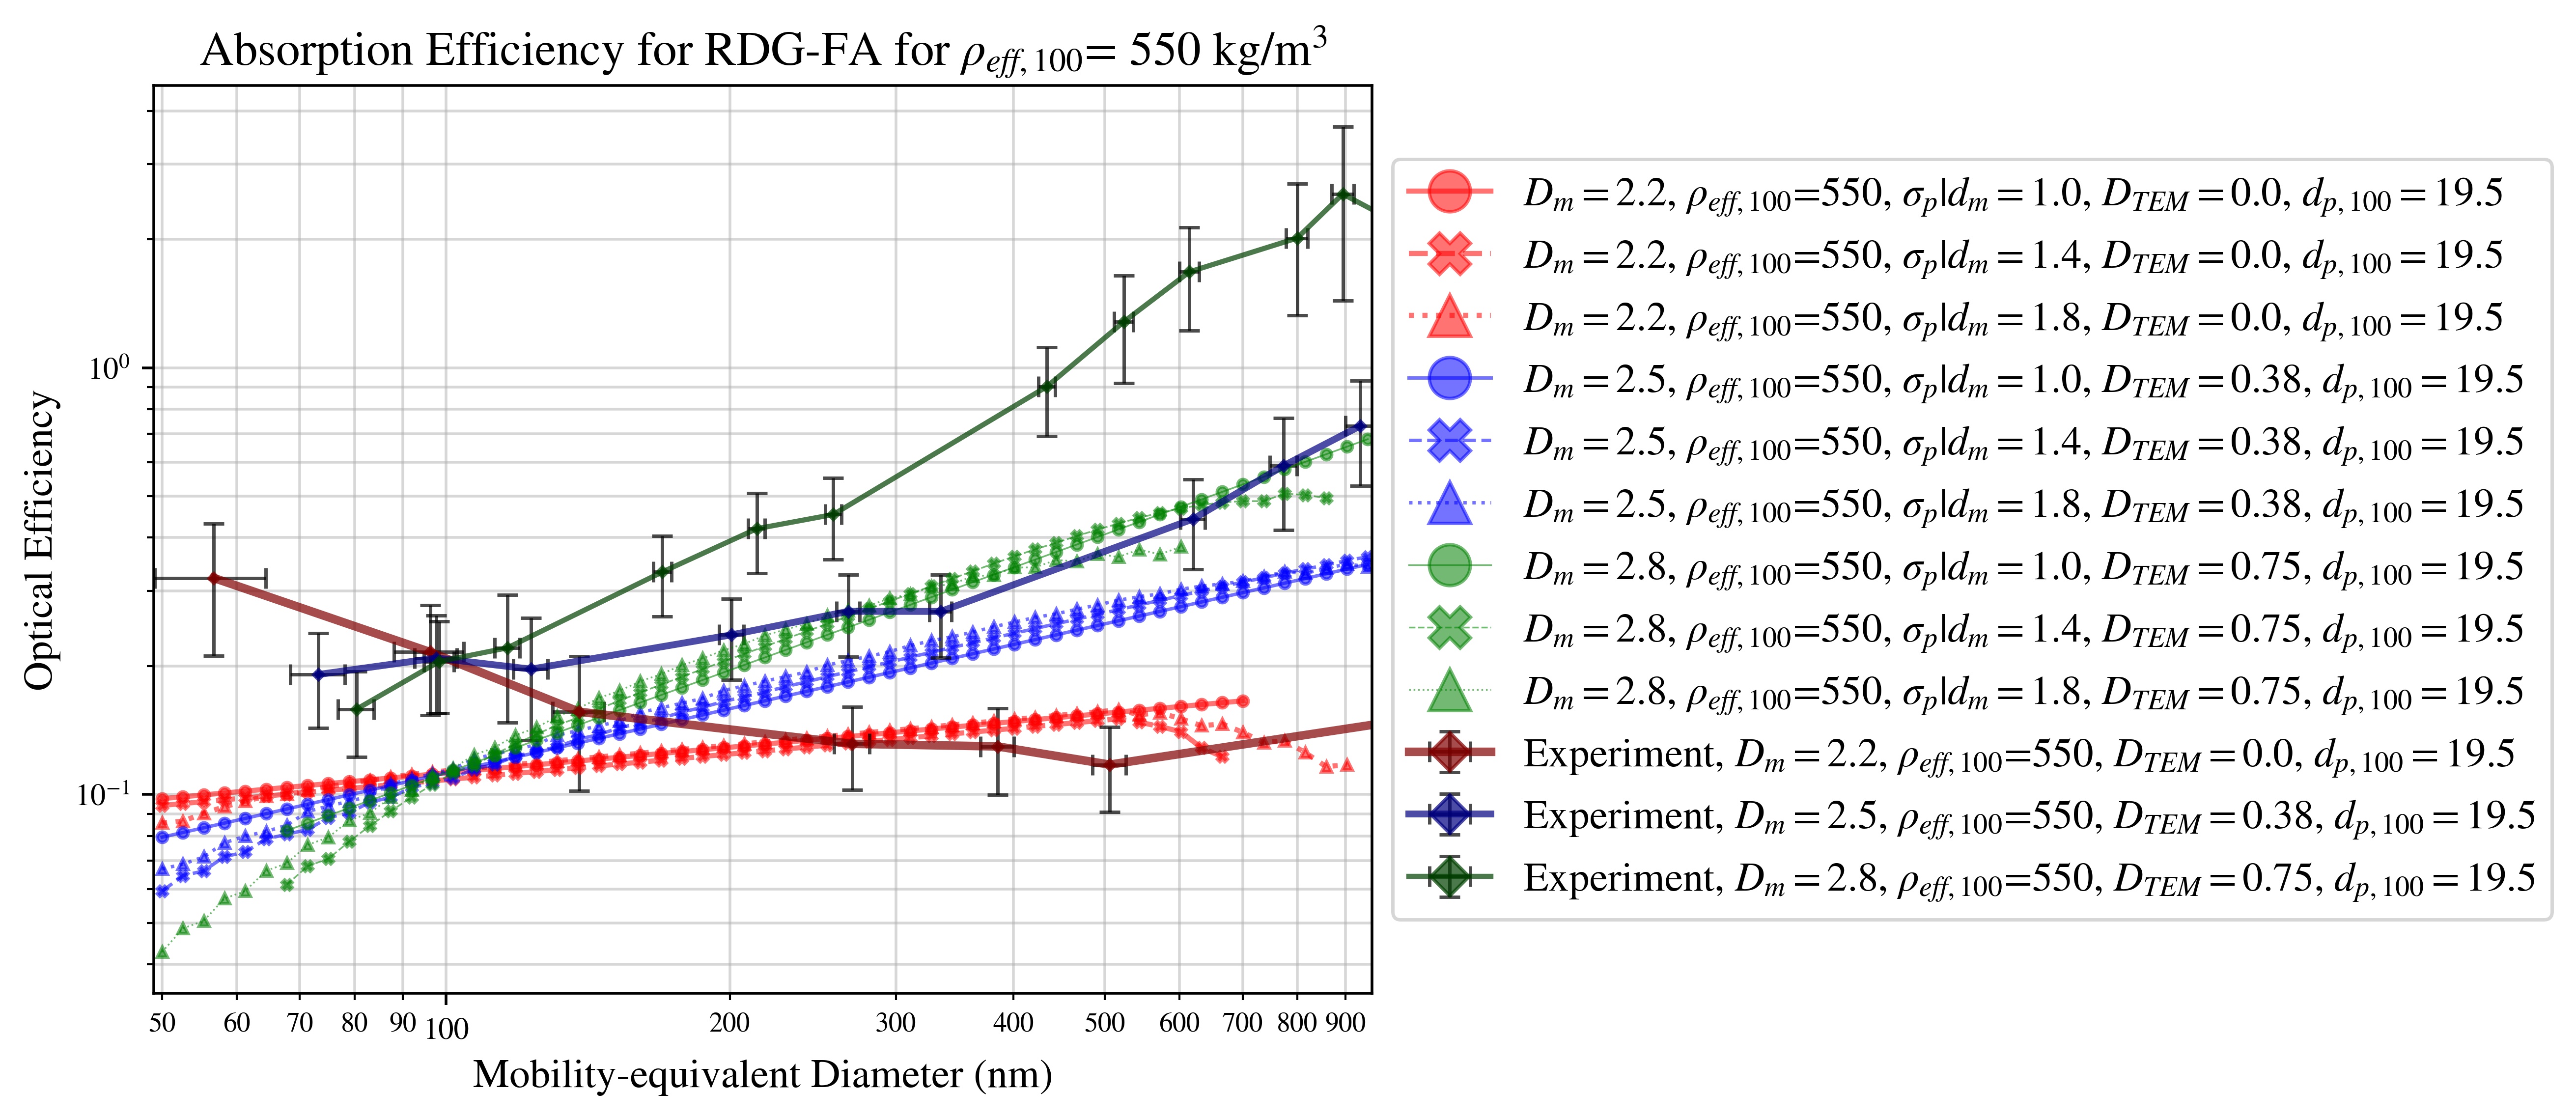 Absorption Efficiency for RDG-FA for ρeff,100= 550 kg/m³
Optical Efficiency
10⁰
10⁻¹
50 60 70 80 90 100 200 300 400 500 600 700 800 900
Mobility-equivalent Diameter (nm)
Dm = 2.2, ρeff,100=550, σp|dm = 1.0, DTEM = 0.0, dp,100 = 19.5
Dm = 2.2, ρeff,100=550, σp|dm = 1.4, DTEM = 0.0, dp,100 = 19.5
Dm = 2.2, ρeff,100=550, σp|dm = 1.8, DTEM = 0.0, dp,100 = 19.5
Dm = 2.5, ρeff,100=550, σp|dm = 1.0, DTEM = 0.38, dp,100 = 19.5
Dm = 2.5, ρeff,100=550, σp|dm = 1.4, DTEM = 0.38, dp,100 = 19.5
Dm = 2.5, ρeff,100=550, σp|dm = 1.8, DTEM = 0.38, dp,100 = 19.5
Dm = 2.8, ρeff,100=550, σp|dm = 1.0, DTEM = 0.75, dp,100 = 19.5
Dm = 2.8, ρeff,100=550, σp|dm = 1.4, DTEM = 0.75, dp,100 = 19.5
Dm = 2.8, ρeff,100=550, σp|dm = 1.8, DTEM = 0.75, dp,100 = 19.5
Experiment, Dm = 2.2, ρeff,100=550, DTEM = 0.0, dp,100 = 19.5
Experiment, Dm = 2.5, ρeff,100=550, DTEM = 0.38, dp,100 = 19.5
Experiment, Dm = 2.8, ρeff,100=550, DTEM = 0.75, dp,100 = 19.5